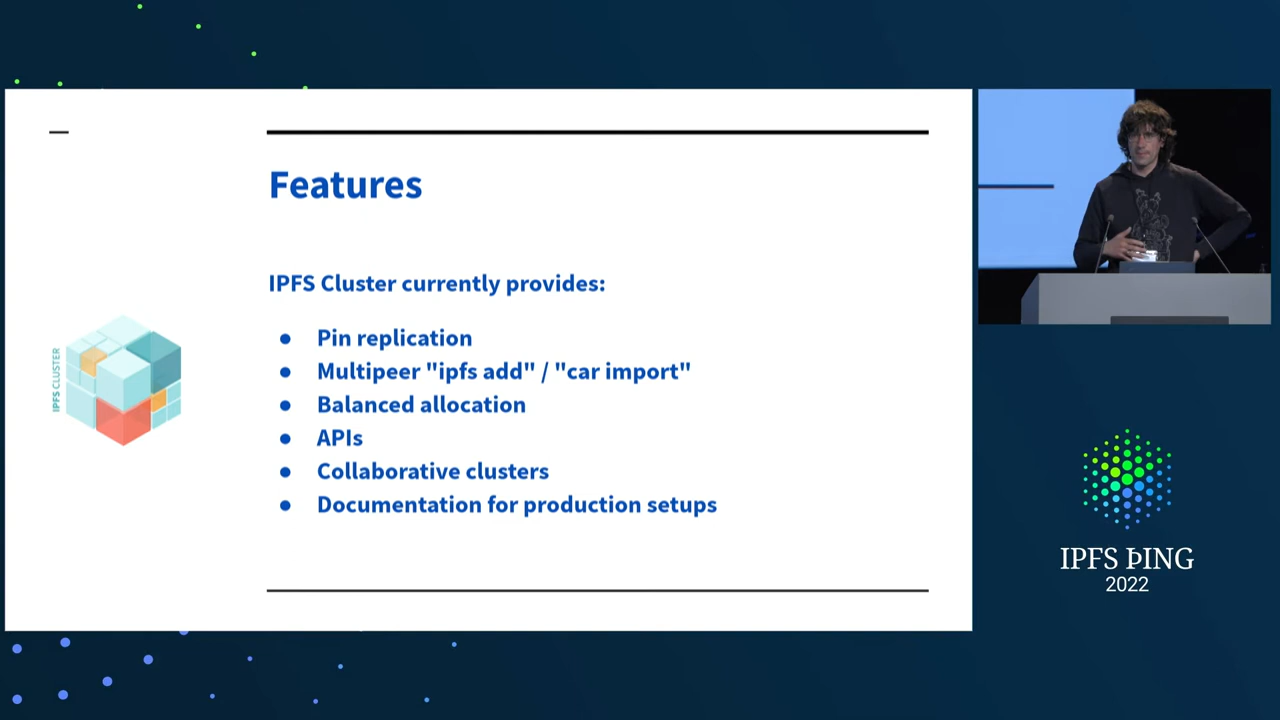 Features
IPFS Cluster currently provides:
● Pin replication
● Multipeer "ipfs add" / "car import"
● Balanced allocation
● APIs
● Collaborative clusters
● Documentation for production setups
IPFS CLUSTER
IPFS ÞING
2022